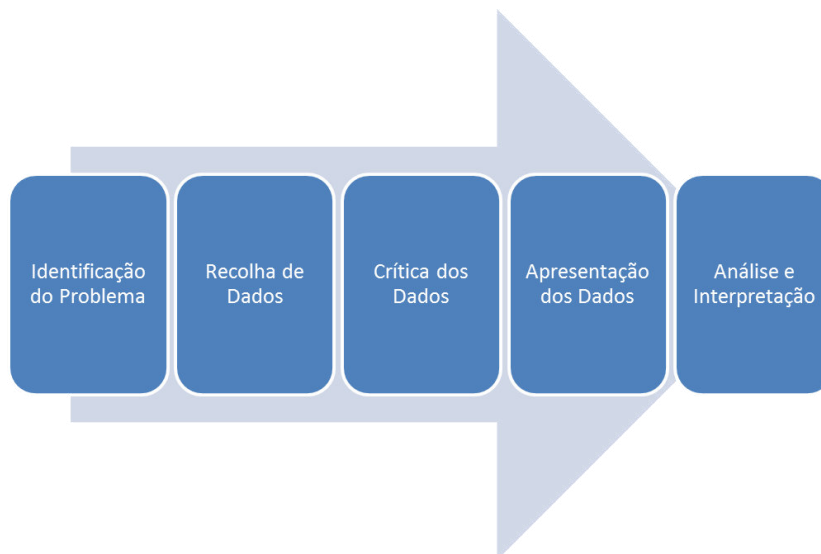 Identificação
do Problema
Recolha de
Dados
Crítica dos
Dados
Apresentação
dos Dados
Análise e
Interpretação